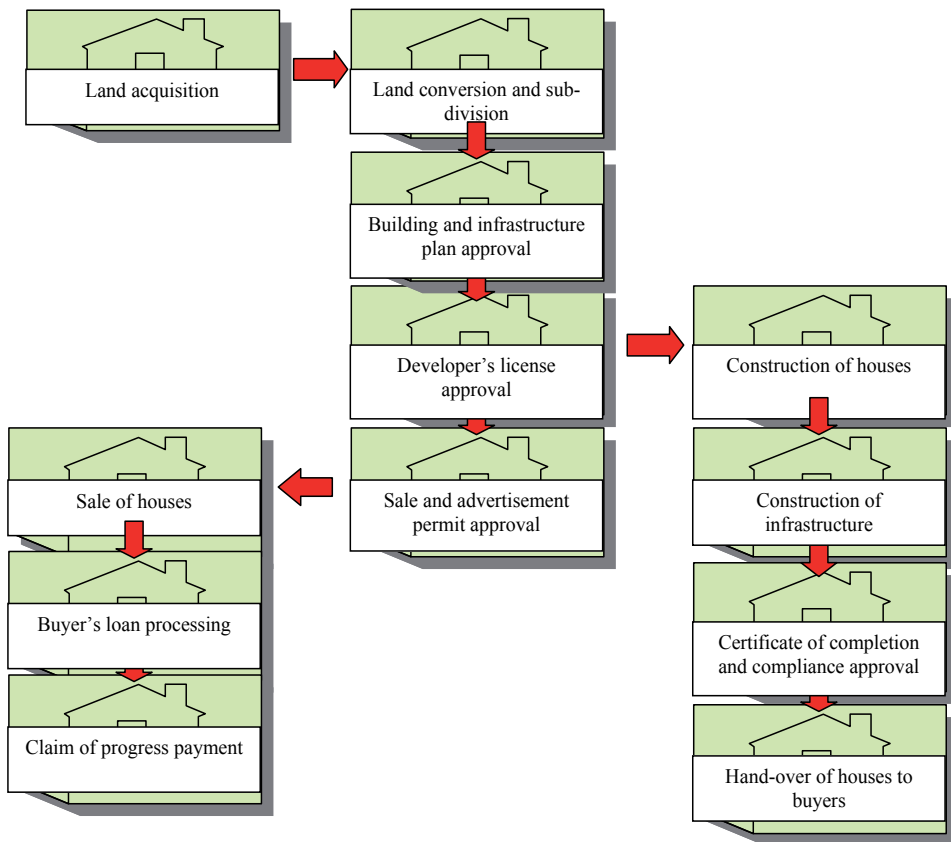 Land acquisition
Land conversion and sub-
division
Building and infrastructure
plan approval
Developer’s license
approval
Sale and advertisement
permit approval
Sale of houses
Buyer’s loan processing
Claim of progress payment
Construction of houses
Construction of
infrastructure
Certificate of completion
and compliance approval
Hand-over of houses to
buyers